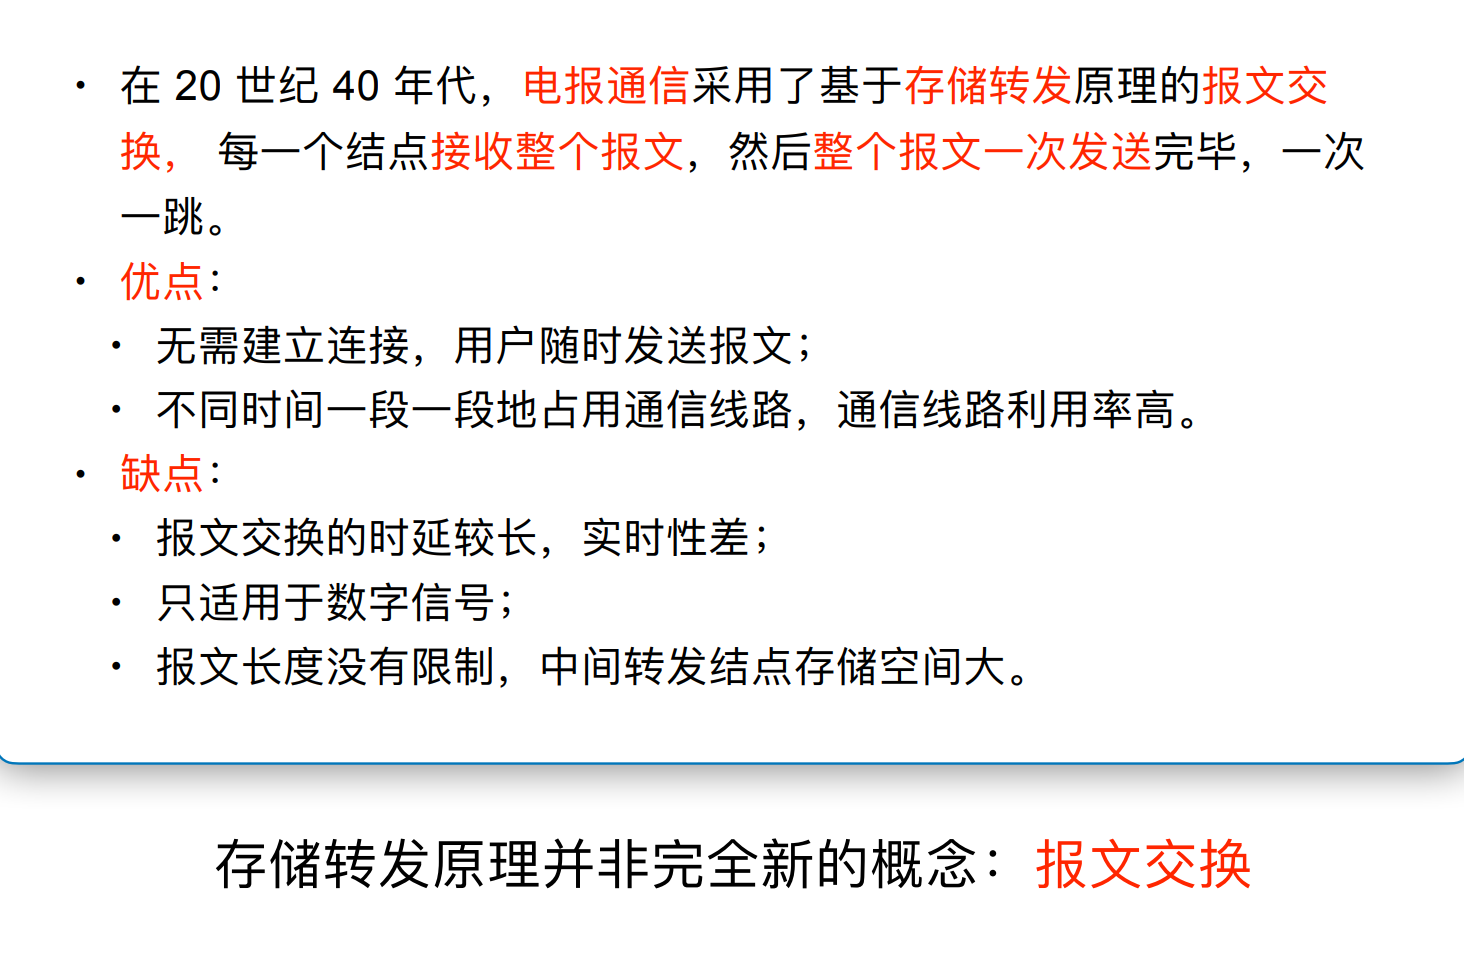 • 在 20 世纪 40 年代，电报通信采用了基于存储转发原理的报文交
换， 每一个结点接收整个报文，然后整个报文一次发送完毕，一次
一跳。
• 优点：
• 无需建立连接，用户随时发送报文；
• 不同时间一段一段地占用通信线路，通信线路利用率高。
• 缺点：
• 报文交换的时延较长，实时性差；
• 只适用于数字信号；
• 报文长度没有限制，中间转发结点存储空间大。
存储转发原理并非完全新的概念：报文交换